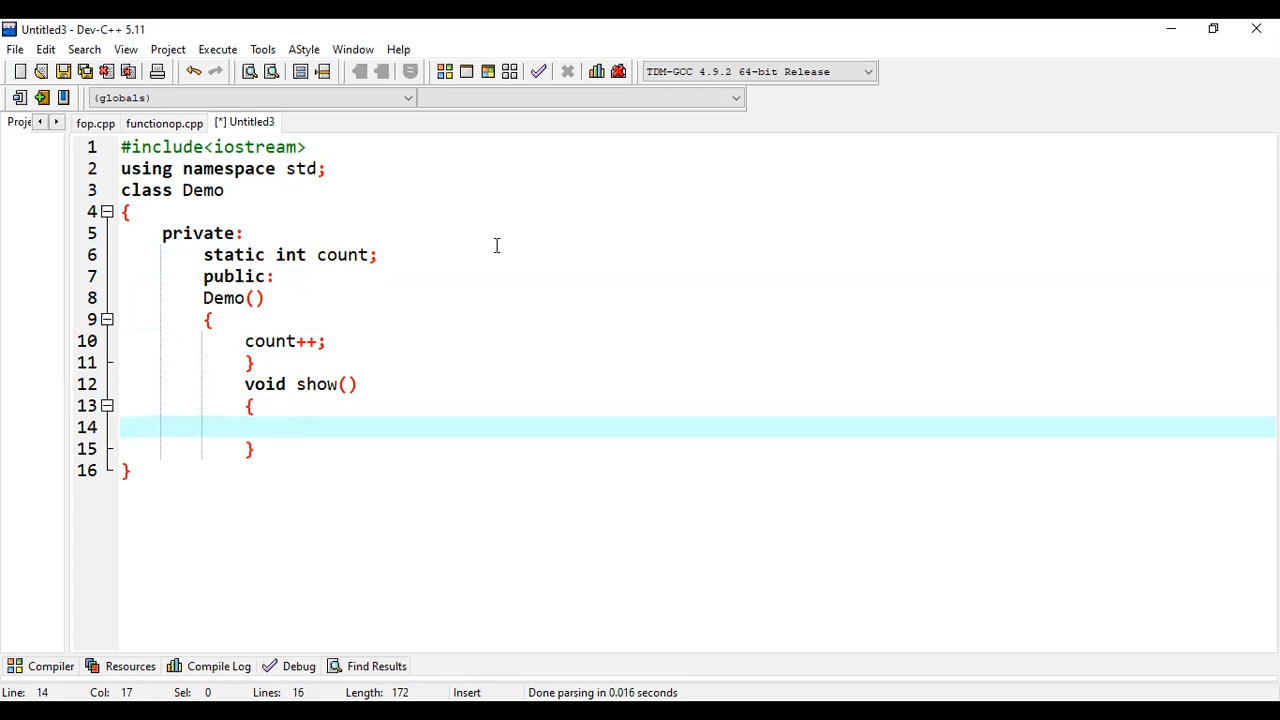 Untitled3 - Dev-C++ 5.11
File Edit Search View Project Execute Tools AStyle Window Help
TDM-GCC 4.9.2 64-bit Release
(globals)
Proje fop.cpp functionop.cpp [*] Untitled3
1 #include<iostream>
2 using namespace std;
3 class Demo
4 {
5 private:
6 static int count;
7 public:
8 Demo()
9 {
10 count++;
11 }
12 void show()
13 {
14
15 }
16 }
Compiler Resources Compile Log Debug Find Results
Line: 14 Col: 17 Sel: 0 Lines: 16 Length: 172 Insert Done parsing in 0.016 seconds